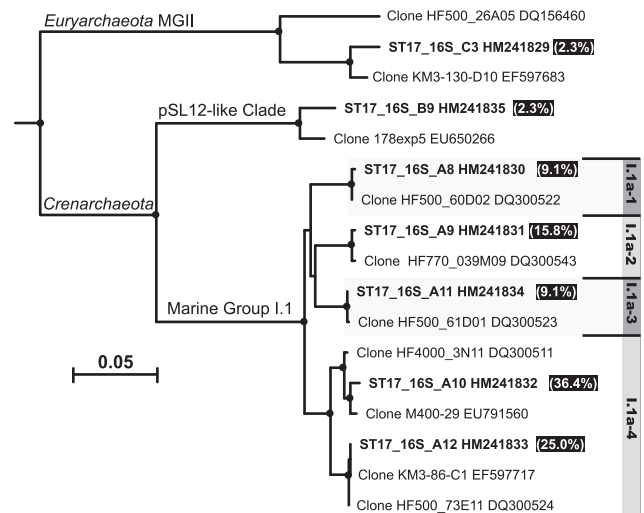 Euryarchaeota MGII
Clone HF500_26A05 DQ156460
ST17_16S_C3 HM241829 (2.3%)
Clone KM3-130-D10 EF597683
pSL12-like Clade
ST17_16S_B9 HM241835 (2.3%)
Clone 178exp5 EU650266
Crenarchaeota
ST17_16S_A8 HM241830 (9.1%)
Clone HF500_60D02 DQ300522
I.1a-1
ST17_16S_A9 HM241831 (15.8%)
Clone HF770_039M09 DQ300543
I.1a-2
Marine Group I.1
ST17_16S_A11 HM241834 (9.1%)
Clone HF500_61D01 DQ300523
I.1a-3
0.05
Clone HF4000_3N11 DQ300511
ST17_16S_A10 HM241832 (36.4%)
Clone M400-29 EU791560
ST17_16S_A12 HM241833 (25.0%)
Clone KM3-86-C1 EF597717
Clone HF500_73E11 DQ300524
I.1a-4